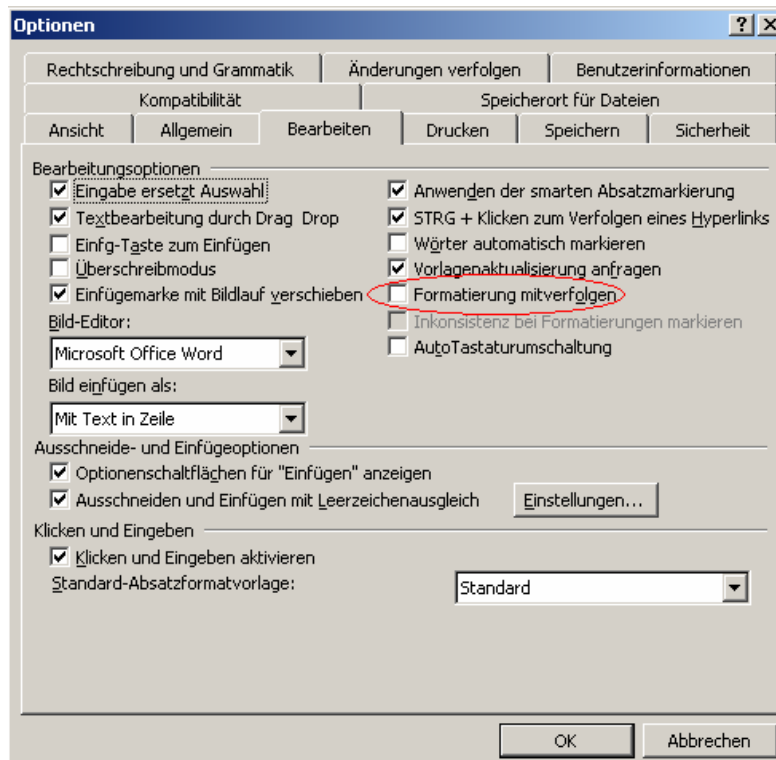 Optionen
Rechtschreibung und Grammatik Änderungen verfolgen Benutzerinformationen
Kompatibilität Speicherort für Dateien
Ansicht Allgemein Bearbeiten Drucken Speichern Sicherheit
Bearbeitungsoptionen
Eingabe ersetzt Auswahl
Textbearbeitung durch Drag Drop
Einfg-Taste zum Einfügen
Überschreibmodus
Einfügemarke mit Bildlauf verschieben
Bild-Editor:
Microsoft Office Word
Bild einfügen als:
Mit Text in Zeile
Anwenden der smarten Absatzmarkierung
STRG + Klicken zum Verfolgen eines Hyperlinks
Wörter automatisch markieren
Vorlagenaktualisierung anfragen
Formatierung mitverfolgen
Inkonsistenz bei Formatierungen markieren
AutoTastaturumschaltung
Ausschneide- und Einfügeoptionen
Optionenschaltflächen für "Einfügen" anzeigen
Ausschneiden und Einfügen mit Leerzeichenausgleich Einstellungen...
Klicken und Eingeben
Klicken und Eingeben aktivieren
Standard-Absatzformatvorlage: Standard
OK Abbrechen